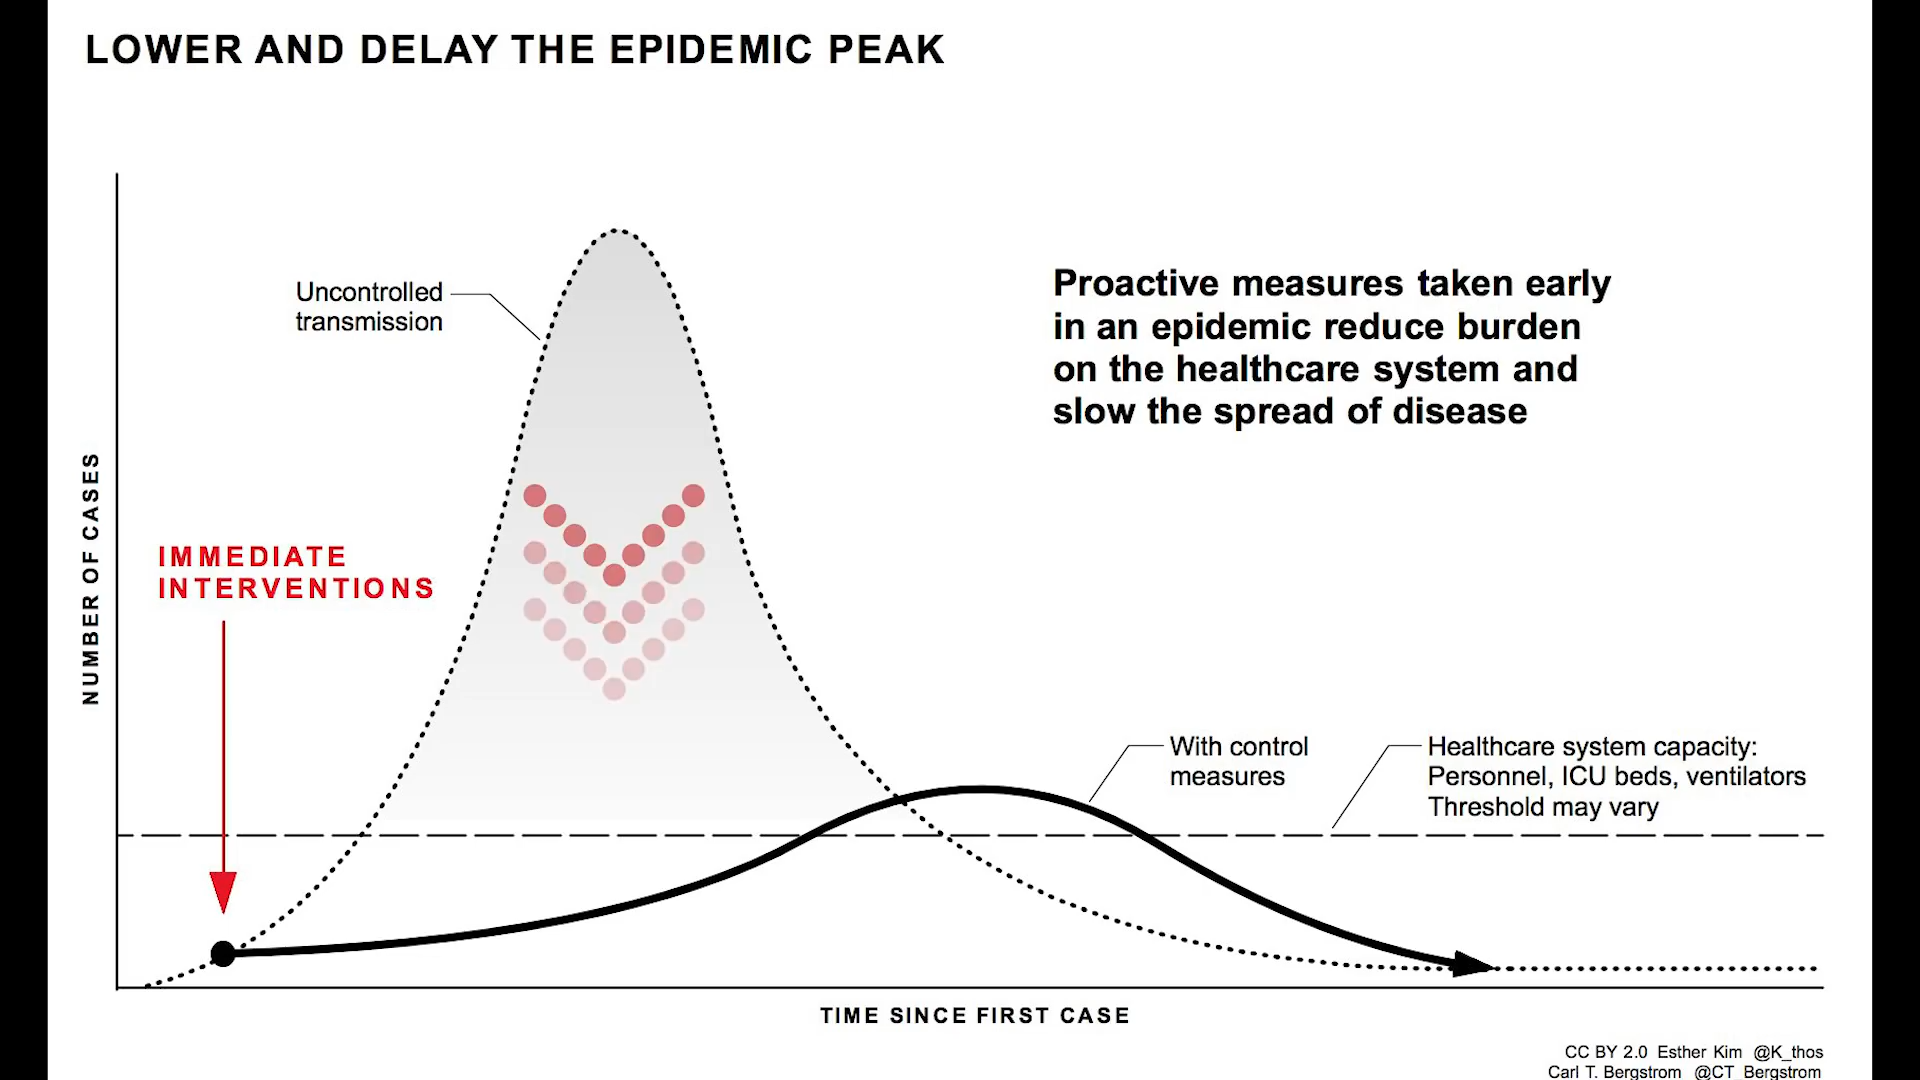 LOWER AND DELAY THE EPIDEMIC PEAK
Uncontrolled
transmission
Proactive measures taken early
in an epidemic reduce burden
on the healthcare system and
slow the spread of disease
NUMBER OF CASES
IMMEDIATE
INTERVENTIONS
With control
measures
Healthcare system capacity:
Personnel, ICU beds, ventilators
Threshold may vary
TIME SINCE FIRST CASE
CC BY 2.0 Esther Kim @K_thos
Carl T. Bergstrom @CT_Bergstrom